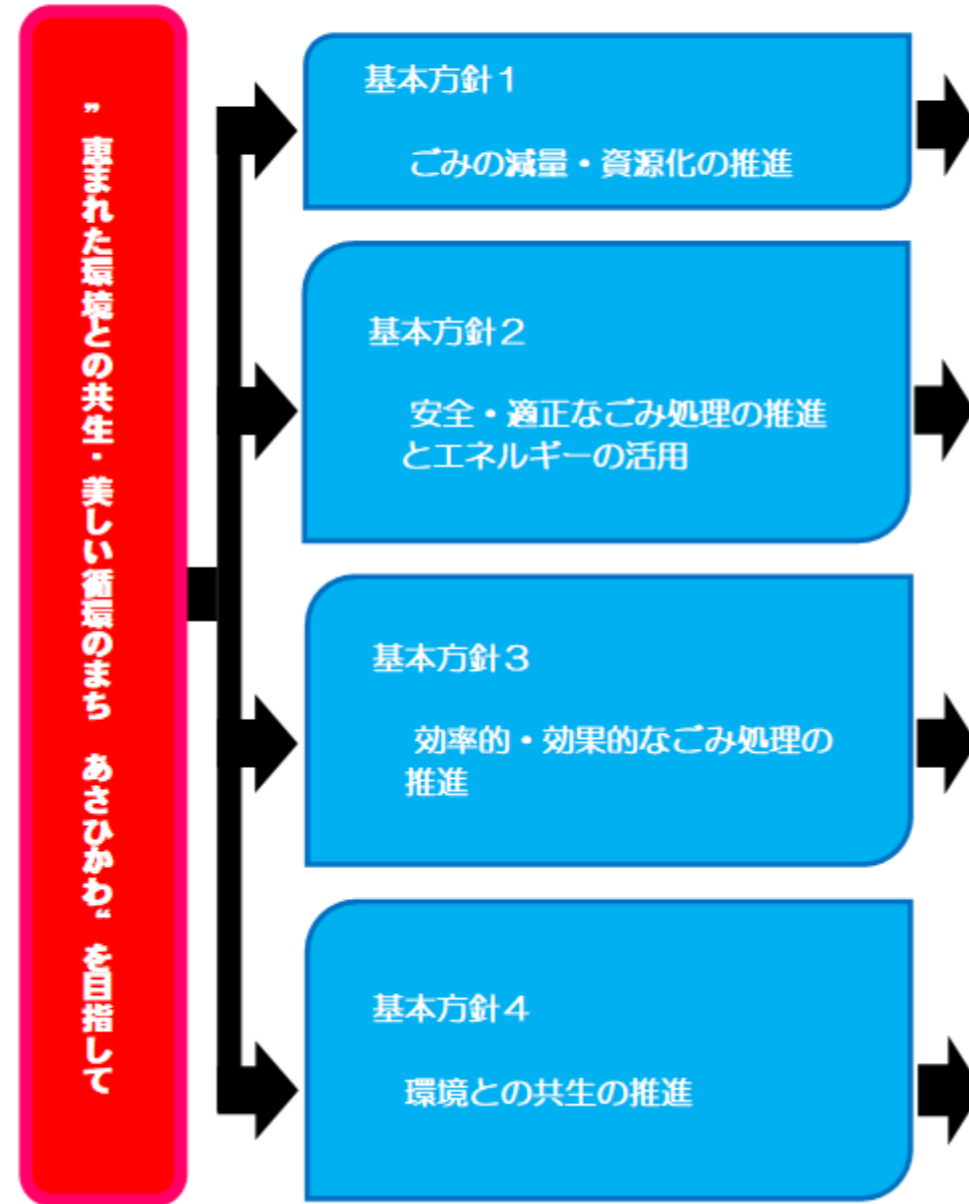 ”恵まれた環境との共生・美しい循環のまち　あさひかわ“を目指して
基本方針１
ごみの減量・資源化の推進
基本方針２
安全・適正なごみ処理の推進
とエネルギーの活用
基本方針３
効率的・効果的なごみ処理の
推進
基本方針４
環境との共生の推進